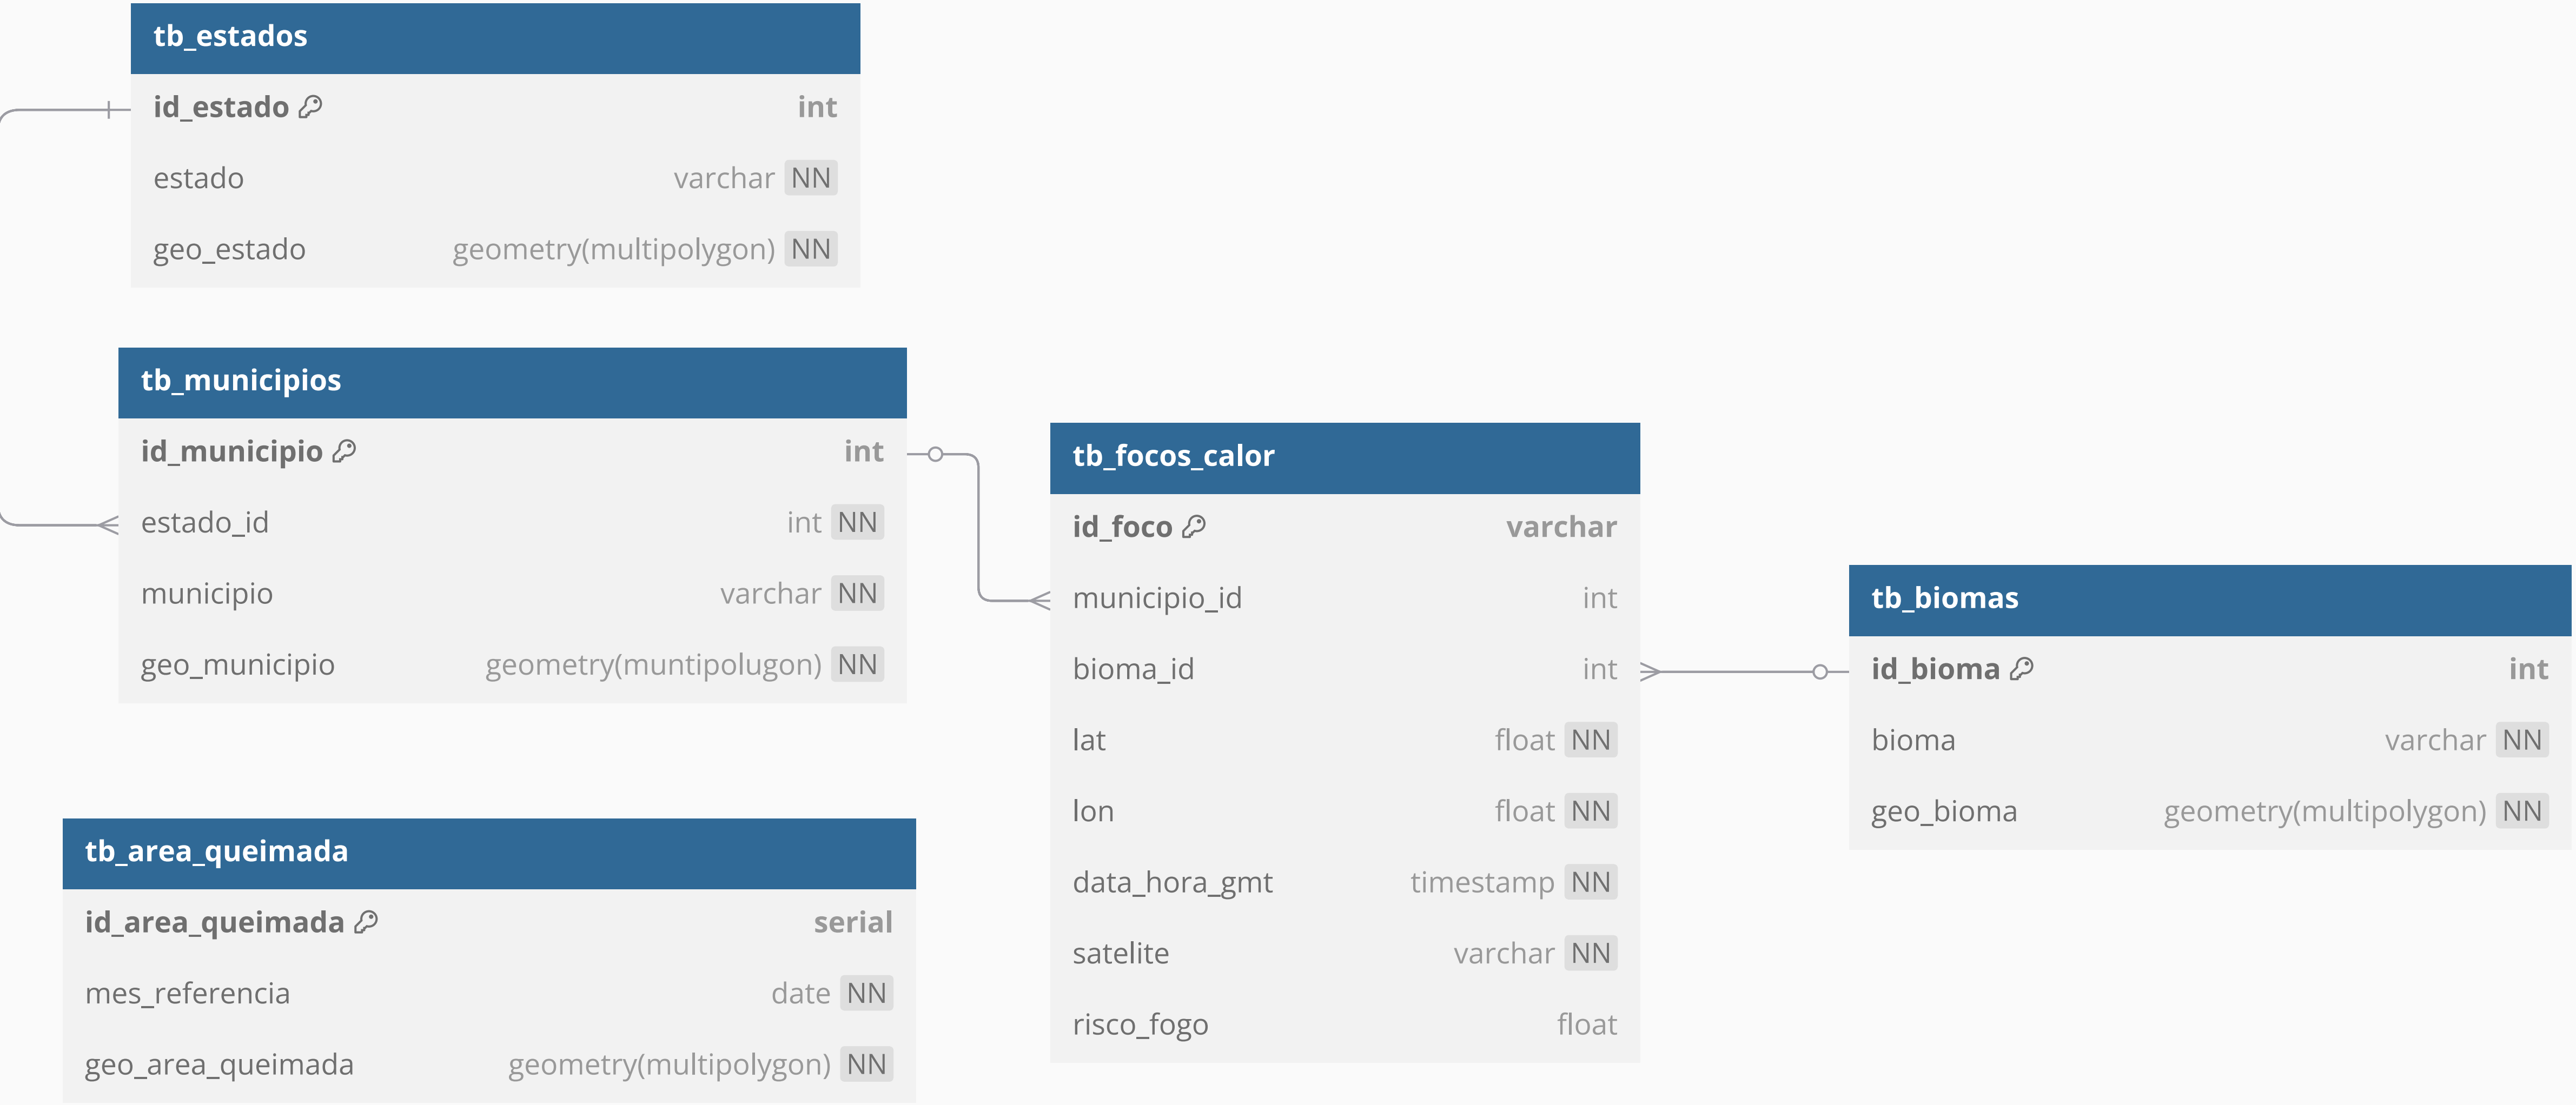 tb_estados
id_estado int
estado varchar NN
geo_estado geometry(multipolygon) NN
tb_municipios
id_municipio int
estado_id int NN
municipio varchar NN
geo_municipio geometry(muntipolugon) NN
tb_area_queimada
id_area_queimada serial
mes_referencia date NN
geo_area_queimada geometry(multipolygon) NN
tb_focos_calor
id_foco varchar
municipio_id int
bioma_id int
lat float NN
lon float NN
data_hora_gmt timestamp NN
satelite varchar NN
risco_fogo float
tb_biomas
id_bioma int
bioma varchar NN
geo_bioma geometry(multipolygon) NN